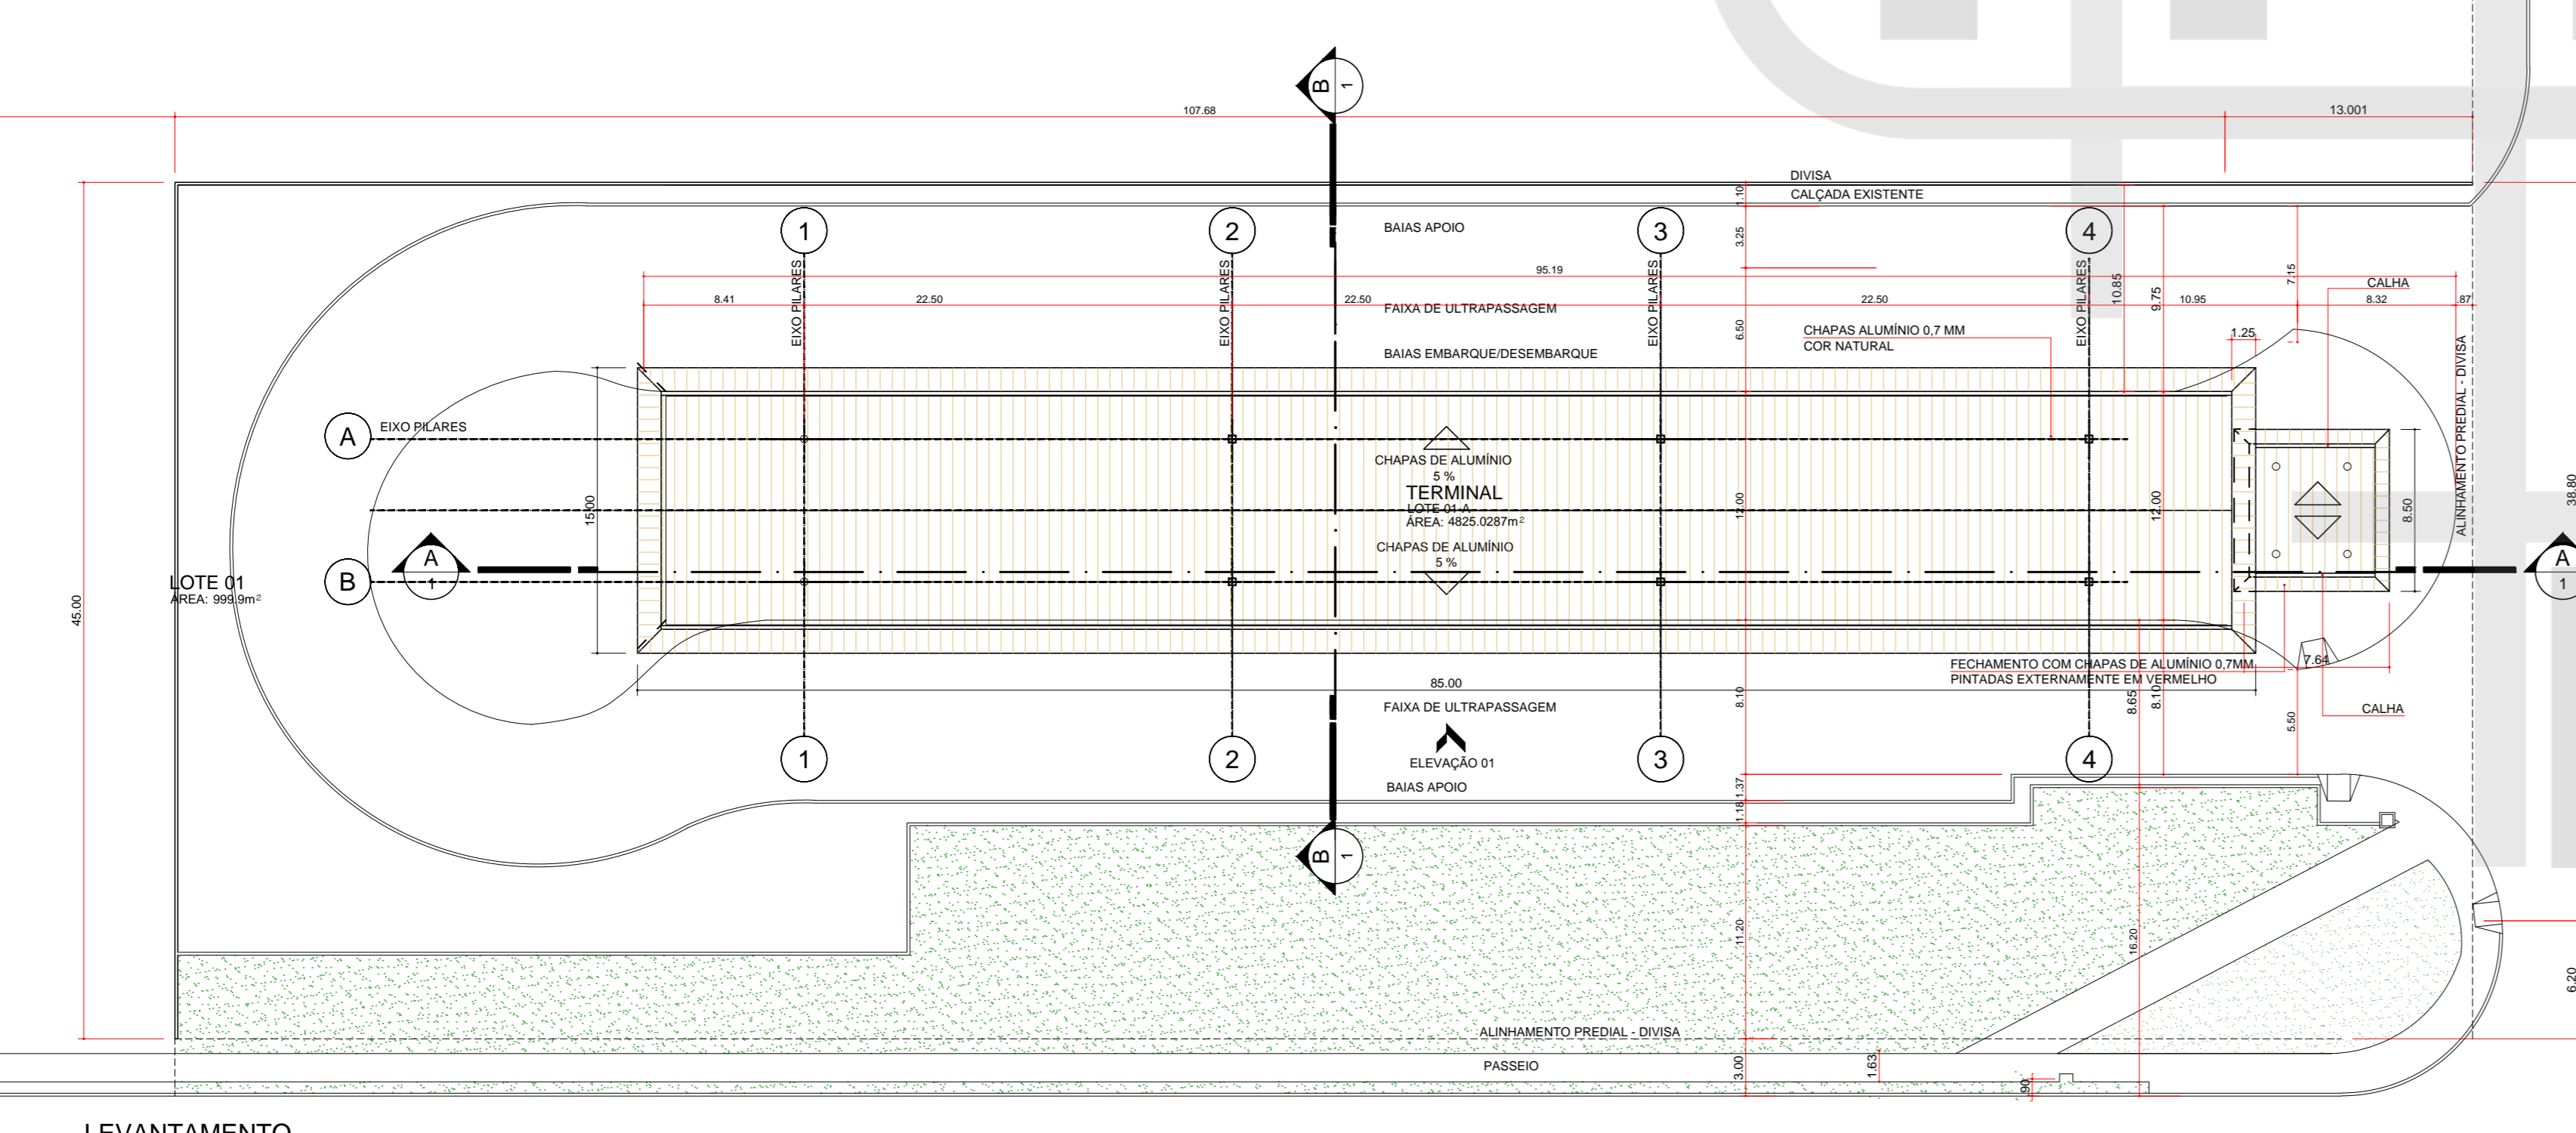 B
1
107.68
13.001
DIVISA
CALÇADA EXISTENTE
1.10
BAIAS APOIO
3.25
1
2
3
4
EIXO PILARES
EIXO PILARES
EIXO PILARES
EIXO PILARES
95.19
8.41
22.50
22.50
22.50
10.85
9.75
10.95
7.15
CALHA
8.32
.87
FAIXA DE ULTRAPASSAGEM
6.50
CHAPAS ALUMÍNIO 0,7 MM
COR NATURAL
1.25
BAIAS EMBARQUE/DESEMBARQUE
ALINHAMENTO PREDIAL - DIVISA
A
EIXO PILARES
CHAPAS DE ALUMÍNIO
5 %
TERMINAL
LOTE 01-A
ÁREA: 4825.0287m²
CHAPAS DE ALUMÍNIO
5 %
15.00
12.00
12.00
8.50
38.80
A
1
B
LOTE 01
ÁREA: 999.9m²
45.00
A
1
FECHAMENTO COM CHAPAS DE ALUMÍNIO 0,7MM
PINTADAS EXTERNAMENTE EM VERMELHO
7.64
85.00
8.10
8.65
8.10
5.50
CALHA
FAIXA DE ULTRAPASSAGEM
ELEVAÇÃO 01
BAIAS APOIO
1
2
3
4
1.37
1.18
B
1
11.20
16.20
6.20
ALINHAMENTO PREDIAL - DIVISA
PASSEIO
3.00
1.63
.90
LEVANTAMENTO